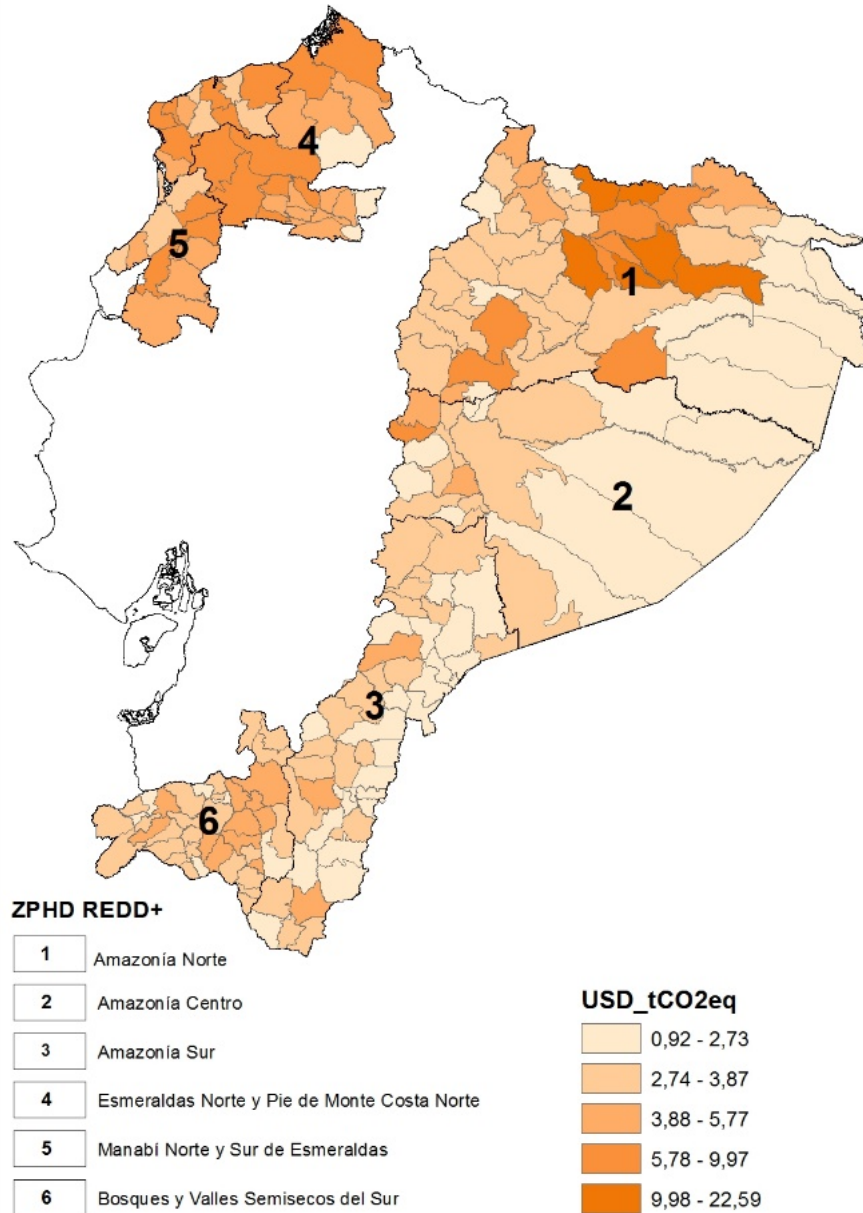 4
5
1
2
3
6
ZPHD REDD+
1 Amazonía Norte
2 Amazonía Centro
3 Amazonía Sur
4 Esmeraldas Norte y Pie de Monte Costa Norte
5 Manabí Norte y Sur de Esmeraldas
6 Bosques y Valles Semisecos del Sur
USD_tCO2eq
0,92 - 2,73
2,74 - 3,87
3,88 - 5,77
5,78 - 9,97
9,98 - 22,59